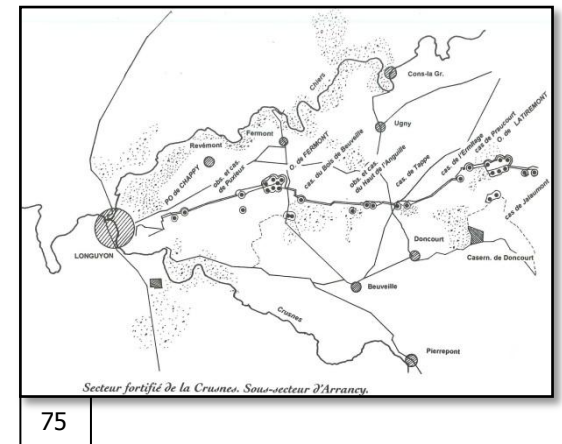 Cons-la Gr.
Chiers
Ugny
Fermont
Revémont
PO de CHAPPY
obs. et cas.
de Puxieux
O. de FERMONT
cas. du Bois de Beuveille
obs. et cas.
du Haut de l'Anguille
cas. de Tappe
cas. de l'Ermitage
cas. de Praucourt
O. de LATIREMONT
cas de Jalaumont
LONGUYON
Doncourt
Casern. de Doncourt
Beuveille
Crusnes
Pierrepont
Secteur fortifié de la Crusnes. Sous-secteur d'Arrancy.
75